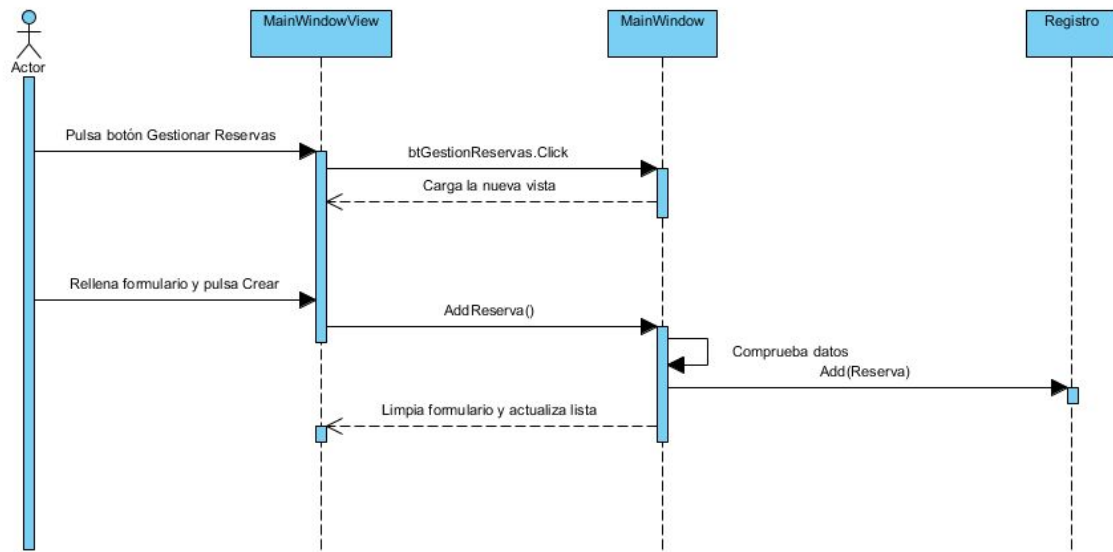 MainWindowView
MainWindow
Registro
Actor
Pulsa botón Gestionar Reservas
btGestionReservas.Click
Carga la nueva vista
Rellena formulario y pulsa Crear
AddReserva()
Comprueba datos
Add(Reserva)
Limpia formulario y actualiza lista